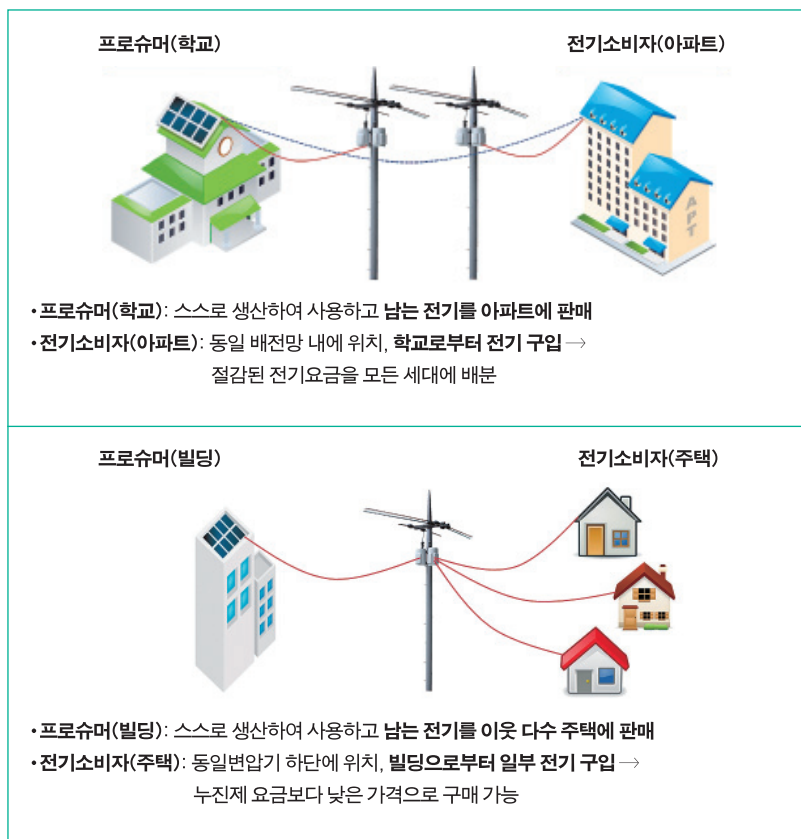 프로슈머(학교) 전기소비자(아파트)
APT
• 프로슈머(학교): 스스로 생산하여 사용하고 남는 전기를 아파트에 판매
• 전기소비자(아파트): 동일 배전망 내에 위치, 학교로부터 전기 구입 →
절감된 전기요금을 모든 세대에 배분
프로슈머(빌딩) 전기소비자(주택)
• 프로슈머(빌딩): 스스로 생산하여 사용하고 남는 전기를 이웃 다수 주택에 판매
• 전기소비자(주택): 동일변압기 하단에 위치, 빌딩으로부터 일부 전기 구입 →
누진제 요금보다 낮은 가격으로 구매 가능